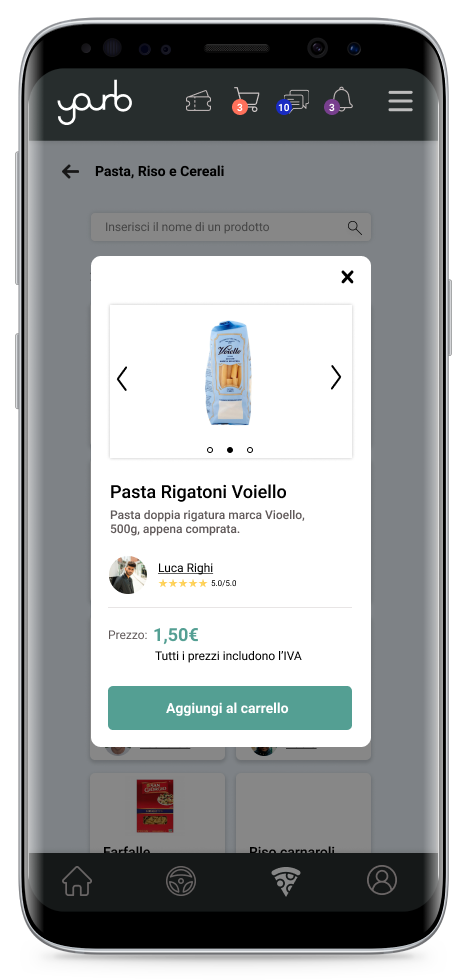 yourb
3
10
3
Pasta, Riso e Cereali
Inserisci il nome di un prodotto
Voiello
Pasta Rigatoni Voiello
Pasta doppia rigatura marca Vioello,
500g, appena comprata.
Luca Righi
5.0/5.0
Prezzo: 1,50€
Tutti i prezzi includono l'IVA
Aggiungi al carrello
Farfalle
Riso carnaroli